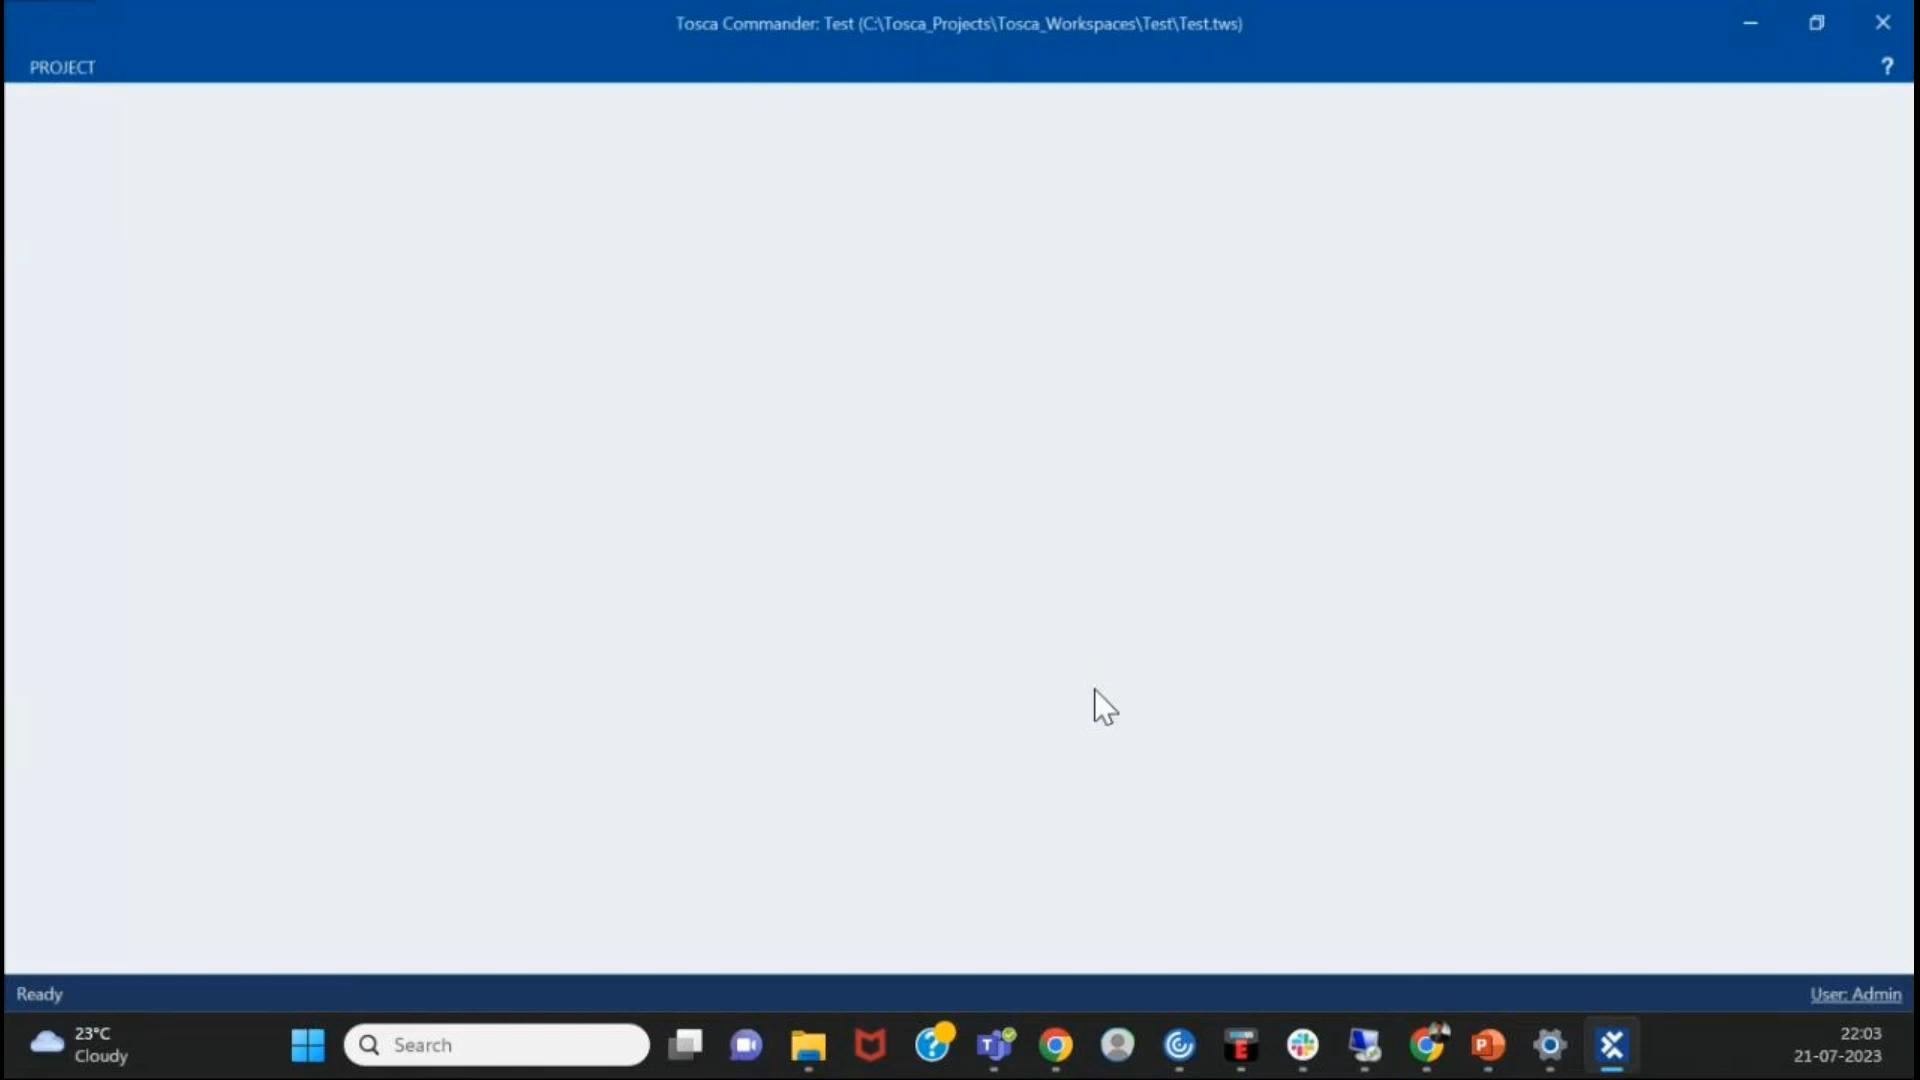 Tosca Commander: Test (C:\Tosca_Projects\Tosca_Workspaces\Test\Test.tws)
PROJECT
?
Ready
User: Admin
23°C
Cloudy
Search
22:03
21-07-2023